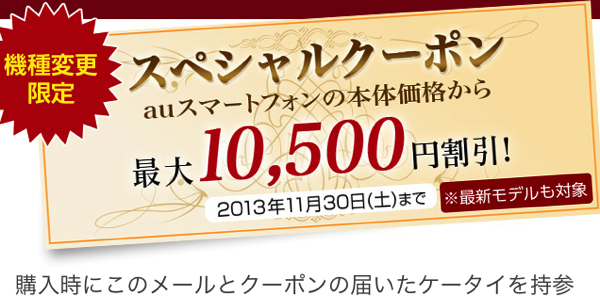 機種変更
限定
スペシャルクーポン
auスマートフォンの本体価格から
最大10,500円割引!
2013年11月30日(土)まで
※最新モデルも対象
購入時にこのメールとクーポンの届いたケータイを持参